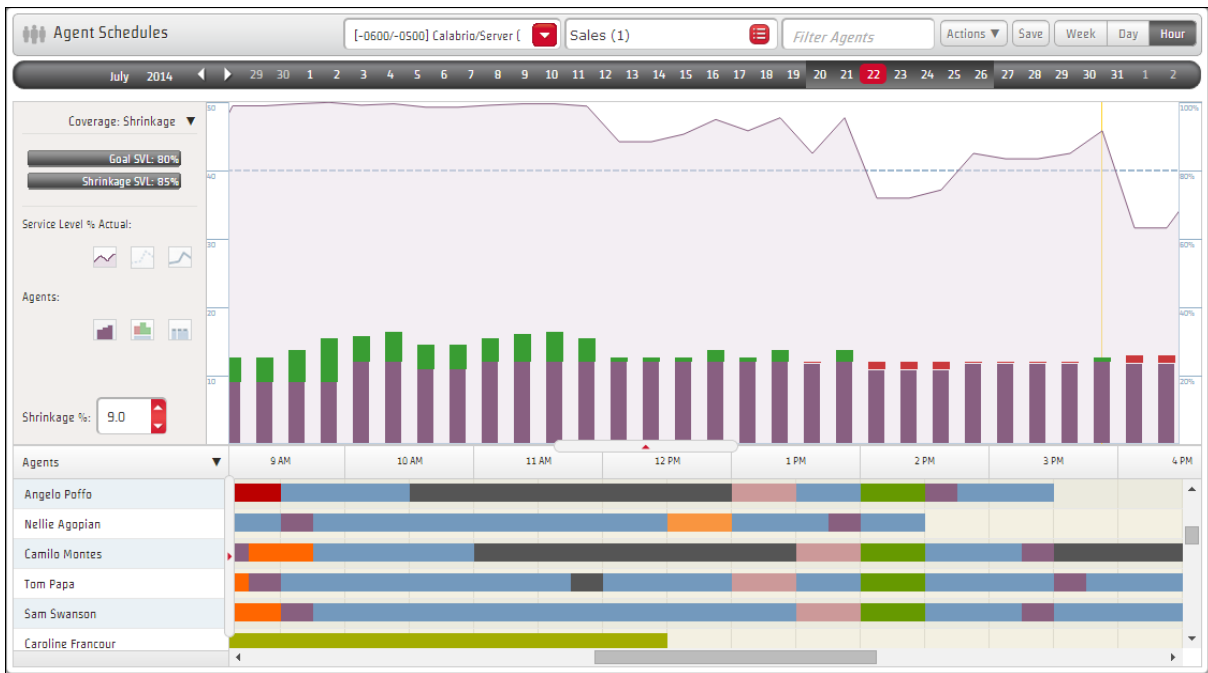 Agent Schedules
[-0600/-0500] Calabrio/Server (
Sales (1)
Filter Agents
Actions ▼
Save
Week Day Hour
July 2014 29 30 1 2 3 4 5 6 7 8 9 10 11 12 13 14 15 16 17 18 19 20 21 22 23 24 25 26 27 28 29 30 31 1 2
Coverage: Shrinkage ▼
Goal SVL: 80%
Shrinkage SVL: 85%
Service Level % Actual:
Agents:
Shrinkage %: 9.0
50
40
30
20
10
100%
80%
60%
40%
20%
Agents ▼ 9 AM 10 AM 11 AM 12 PM 1 PM 2 PM 3 PM 4 PM
Angelo Poffo
Nellie Agopian
Camilo Montes
Tom Papa
Sam Swanson
Caroline Francour